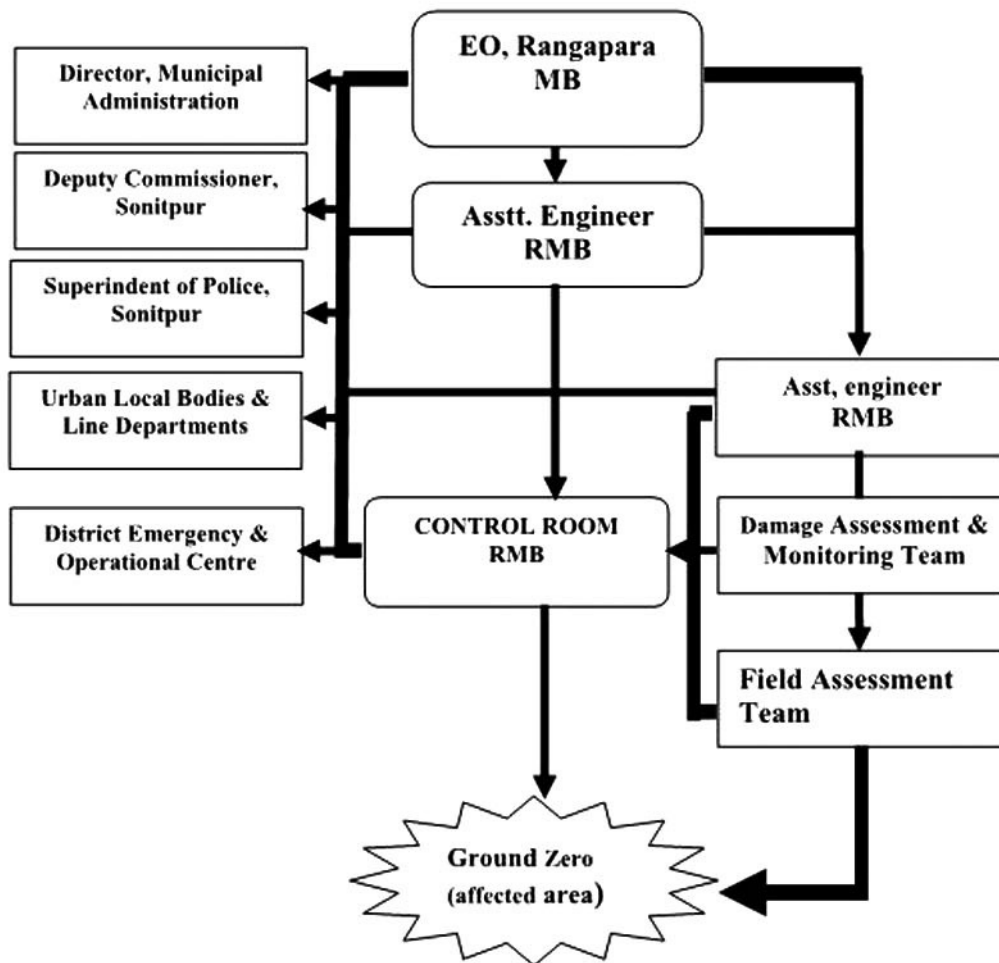 EO, Rangapara
MB
Director, Municipal
Administration
Deputy Commissioner,
Sonitpur
Asstt. Engineer
RMB
Superindent of Police,
Sonitpur
Urban Local Bodies &
Line Departments
Asst, engineer
RMB
District Emergency &
Operational Centre
CONTROL ROOM
RMB
Damage Assessment &
Monitoring Team
Field Assessment
Team
Ground Zero
(affected area)